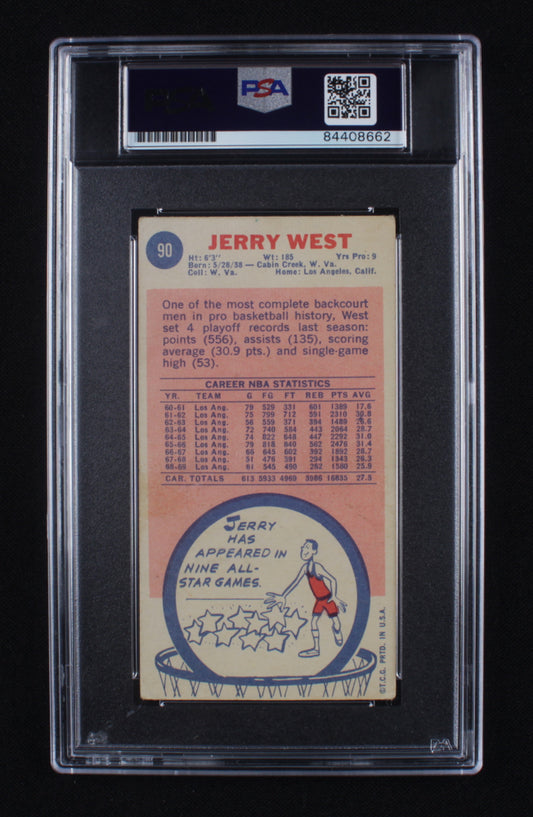 PSA
84408662
90
JERRY WEST
Ht: 6'3" Wt: 185 Yrs Pro: 9
Born: 5/28/38 — Cabin Creek, W. Va.
Coll: W. Va. Home: Los Angeles, Calif.
One of the most complete backcourt
men in pro basketball history, West
set 4 playoff records last season:
points (556), assists (135), scoring
average (30.9 pts.) and single-game
high (53).
CAREER NBA STATISTICS
YR. TEAM G FG FT REB PTS AVG
60-61 Los Ang. 79 529 331 601 1389 17.6
61-62 Los Ang. 75 799 712 591 2310 30.8
62-63 Los Ang. 56 559 371 384 1489 26.6
63-64 Los Ang. 72 740 584 443 2064 28.7
64-65 Los Ang. 74 822 648 447 2292 31.0
65-66 Los Ang. 79 818 840 562 2476 31.4
66-67 Los Ang. 66 645 602 392 1892 28.7
67-68 Los Ang. 51 476 391 294 1343 26.3
68-69 Los Ang. 61 545 490 262 1580 25.9
CAR. TOTALS 613 5933 4969 3986 16835 27.5
JERRY
HAS
APPEARED IN
NINE ALL-
STAR GAMES.
©T.C.G. PRTD. IN U.S.A.
PSA